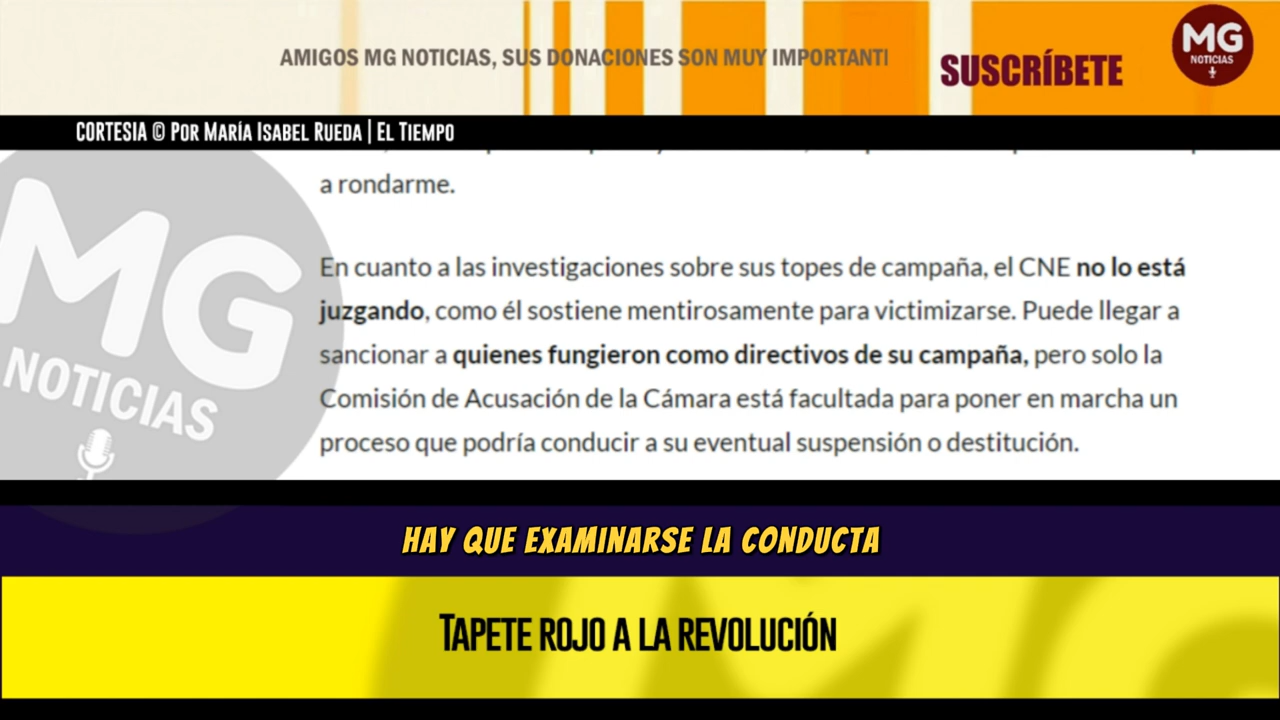 AMIGOS MG NOTICIAS, SUS DONACIONES SON MUY IMPORTANT
SUSCRÍBETE
MG
NOTICIAS
CORTESIA © POR MARÍA ISABEL RUEDA | EL TIEMPO
a rondarme.
En cuanto a las investigaciones sobre sus topes de campaña, el CNE no lo está
juzgando, como él sostiene mentirosamente para victimizarse. Puede llegar a
sancionar a quienes fungieron como directivos de su campaña, pero solo la
Comisión de Acusación de la Cámara está facultada para poner en marcha un
proceso que podría conducir a su eventual suspensión o destitución.
MG
NOTICIAS
HAY QUE EXAMINARSE LA CONDUCTA
TAPETE ROJO A LA REVOLUCIÓN